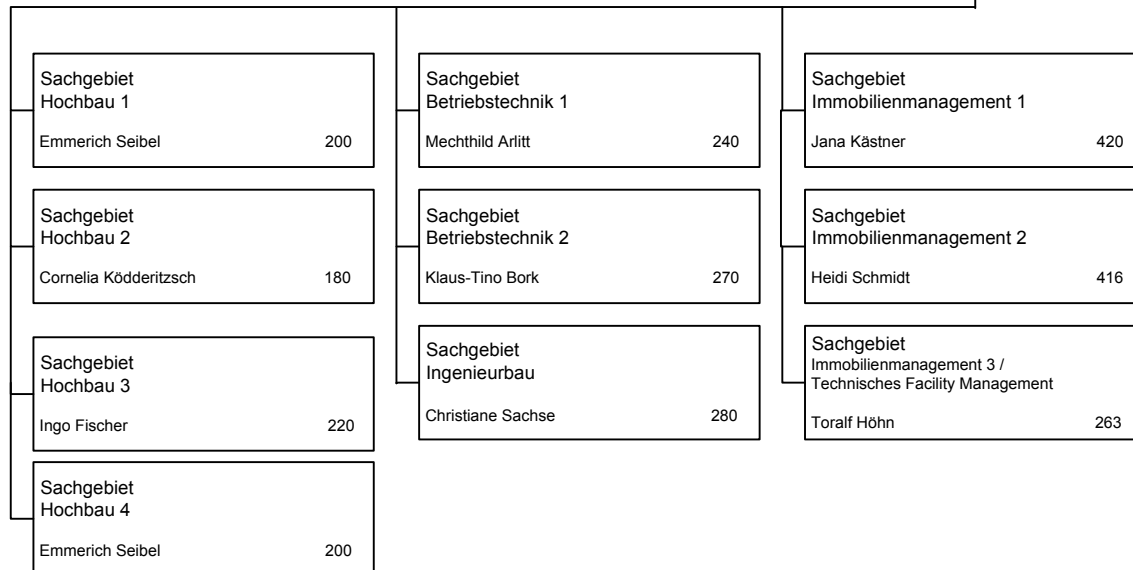 Sachgebiet
Hochbau 1
Emmerich Seibel 200
Sachgebiet
Hochbau 2
Cornelia Ködderitzsch 180
Sachgebiet
Hochbau 3
Ingo Fischer 220
Sachgebiet
Hochbau 4
Emmerich Seibel 200
Sachgebiet
Betriebstechnik 1
Mechthild Arlitt 240
Sachgebiet
Betriebstechnik 2
Klaus-Tino Bork 270
Sachgebiet
Ingenieurbau
Christiane Sachse 280
Sachgebiet
Immobilienmanagement 1
Jana Kästner 420
Sachgebiet
Immobilienmanagement 2
Heidi Schmidt 416
Sachgebiet
Immobilienmanagement 3 /
Technisches Facility Management
Toralf Höhn 263